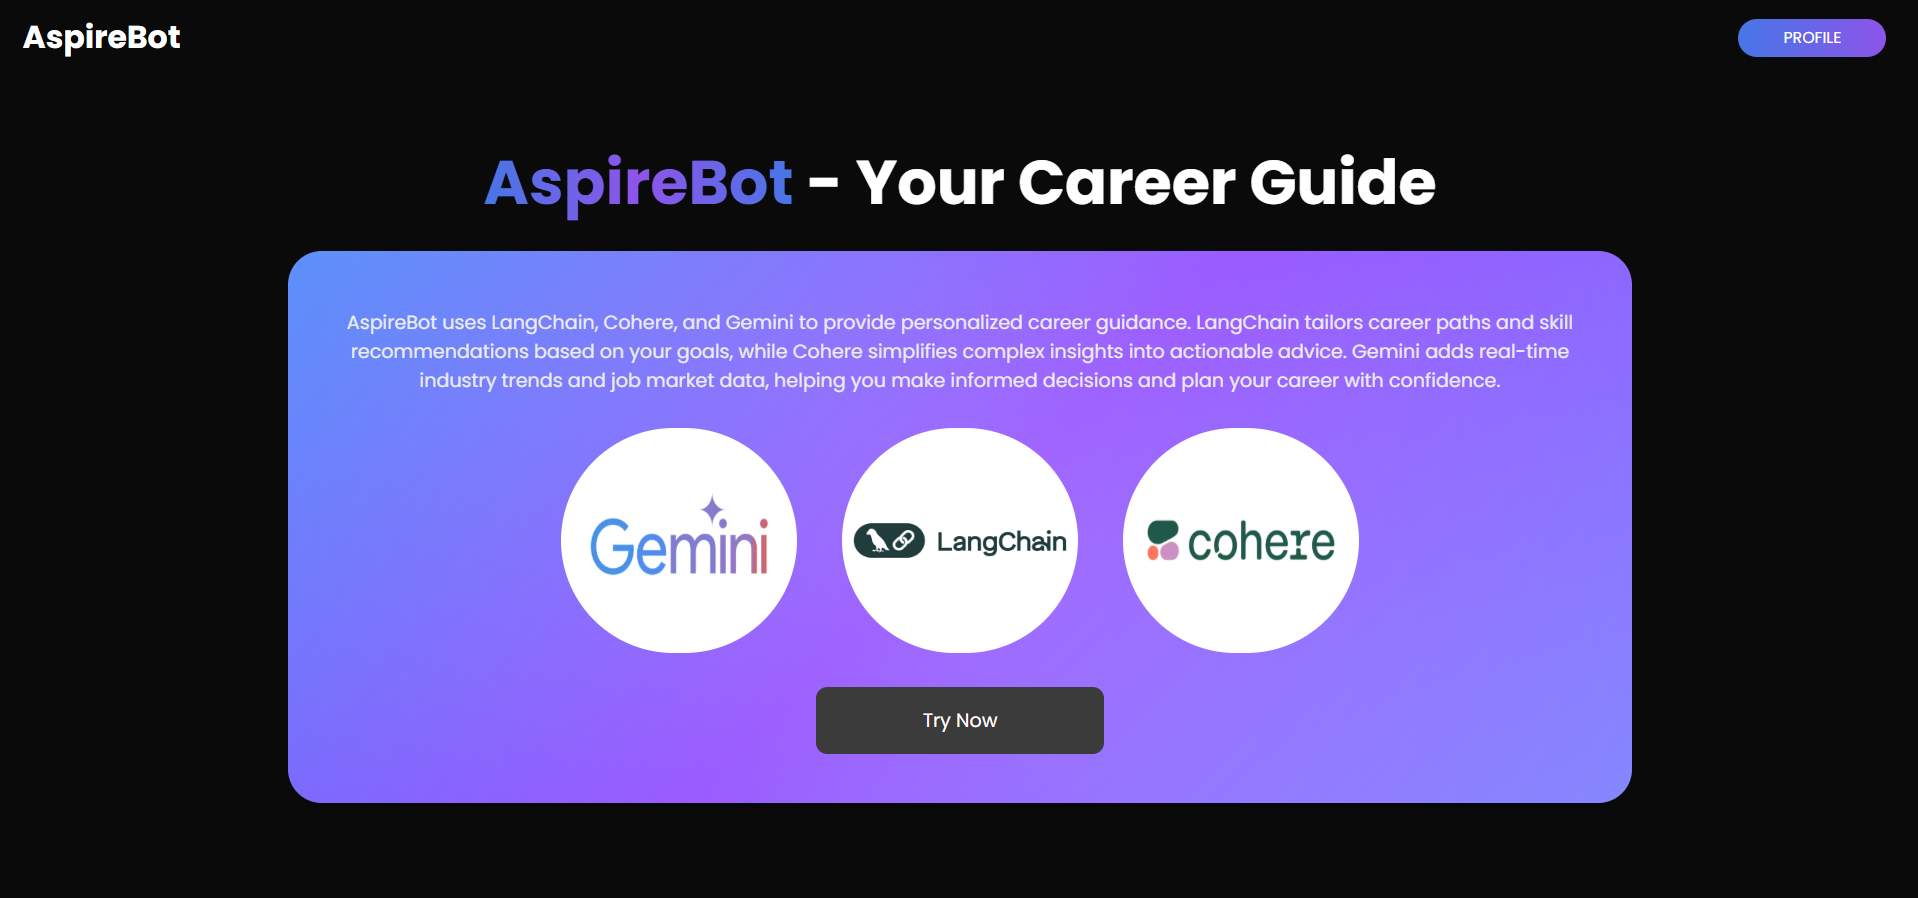 AspireBot
PROFILE
AspireBot - Your Career Guide
AspireBot uses LangChain, Cohere, and Gemini to provide personalized career guidance. LangChain tailors career paths and skill
recommendations based on your goals, while Cohere simplifies complex insights into actionable advice. Gemini adds real-time
industry trends and job market data, helping you make informed decisions and plan your career with confidence.
Gemini
LangChain
cohere
Try Now